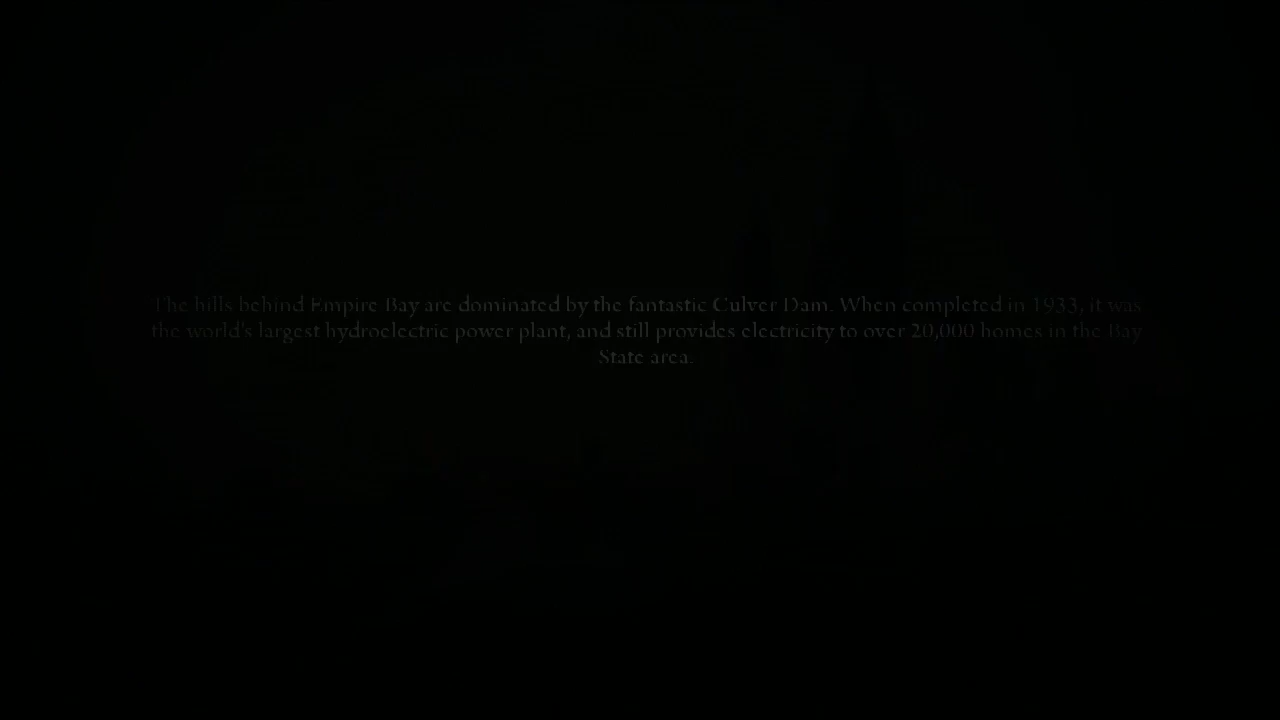 The hills behind Empire Bay are dominated by the fantastic Culver Dam. When completed in 1933, it was
the world's largest hydroelectric power plant, and still provides electricity to over 20,000 homes in the Bay
State area.